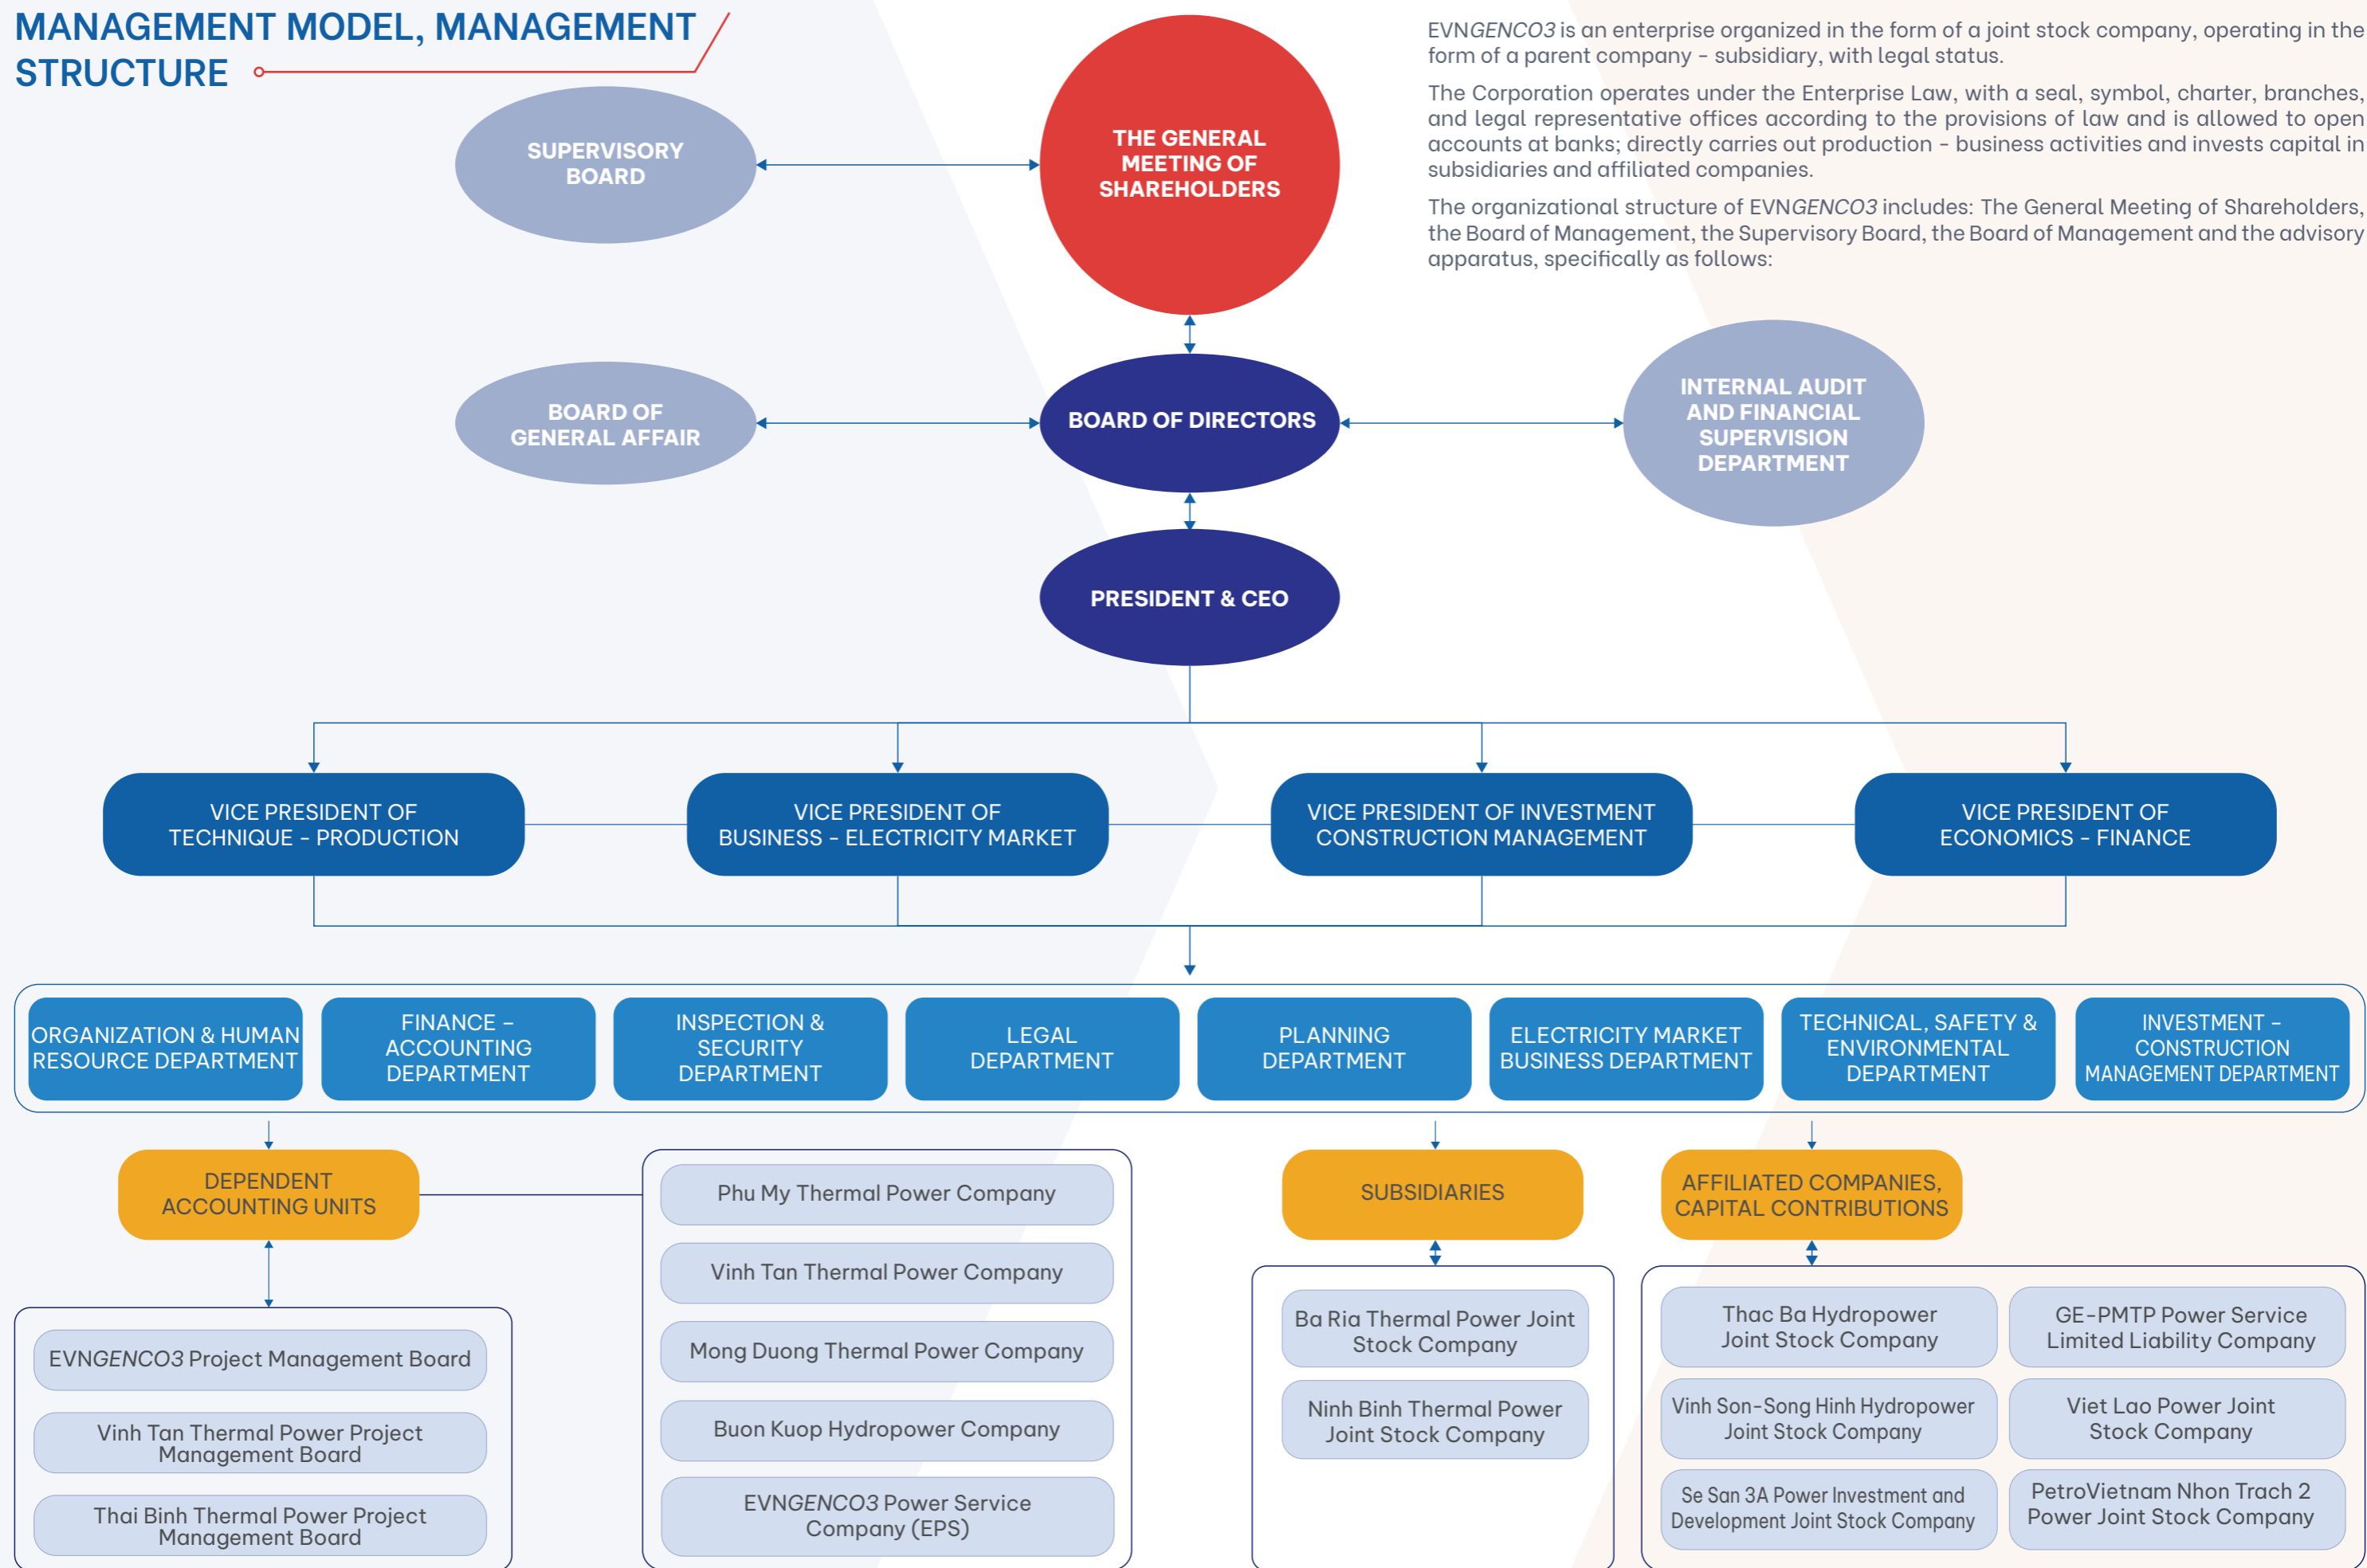 MANAGEMENT MODEL, MANAGEMENT
STRUCTURE
EVNGENCO3 is an enterprise organized in the form of a joint stock company, operating in the
form of a parent company - subsidiary, with legal status.
The Corporation operates under the Enterprise Law, with a seal, symbol, charter, branches,
and legal representative offices according to the provisions of law and is allowed to open
accounts at banks; directly carries out production - business activities and invests capital in
subsidiaries and affiliated companies.
The organizational structure of EVNGENCO3 includes: The General Meeting of Shareholders,
the Board of Management, the Supervisory Board, the Board of Management and the advisory
apparatus, specifically as follows:
SUPERVISORY
BOARD
THE GENERAL
MEETING OF
SHAREHOLDERS
BOARD OF
GENERAL AFFAIR
BOARD OF DIRECTORS
INTERNAL AUDIT
AND FINANCIAL
SUPERVISION
DEPARTMENT
PRESIDENT & CEO
VICE PRESIDENT OF
TECHNIQUE - PRODUCTION
VICE PRESIDENT OF
BUSINESS - ELECTRICITY MARKET
VICE PRESIDENT OF INVESTMENT
CONSTRUCTION MANAGEMENT
VICE PRESIDENT OF
ECONOMICS - FINANCE
ORGANIZATION & HUMAN
RESOURCE DEPARTMENT
FINANCE –
ACCOUNTING
DEPARTMENT
INSPECTION &
SECURITY
DEPARTMENT
LEGAL
DEPARTMENT
PLANNING
DEPARTMENT
ELECTRICITY MARKET
BUSINESS DEPARTMENT
TECHNICAL, SAFETY &
ENVIRONMENTAL
DEPARTMENT
INVESTMENT –
CONSTRUCTION
MANAGEMENT DEPARTMENT
DEPENDENT
ACCOUNTING UNITS
EVNGENCO3 Project Management Board
Vinh Tan Thermal Power Project
Management Board
Thai Binh Thermal Power Project
Management Board
Phu My Thermal Power Company
Vinh Tan Thermal Power Company
Mong Duong Thermal Power Company
Buon Kuop Hydropower Company
EVNGENCO3 Power Service
Company (EPS)
SUBSIDIARIES
Ba Ria Thermal Power Joint
Stock Company
Ninh Binh Thermal Power
Joint Stock Company
AFFILIATED COMPANIES,
CAPITAL CONTRIBUTIONS
Thac Ba Hydropower
Joint Stock Company
GE-PMTP Power Service
Limited Liability Company
Vinh Son-Song Hinh Hydropower
Joint Stock Company
Viet Lao Power Joint
Stock Company
Se San 3A Power Investment and
Development Joint Stock Company
PetroVietnam Nhon Trach 2
Power Joint Stock Company